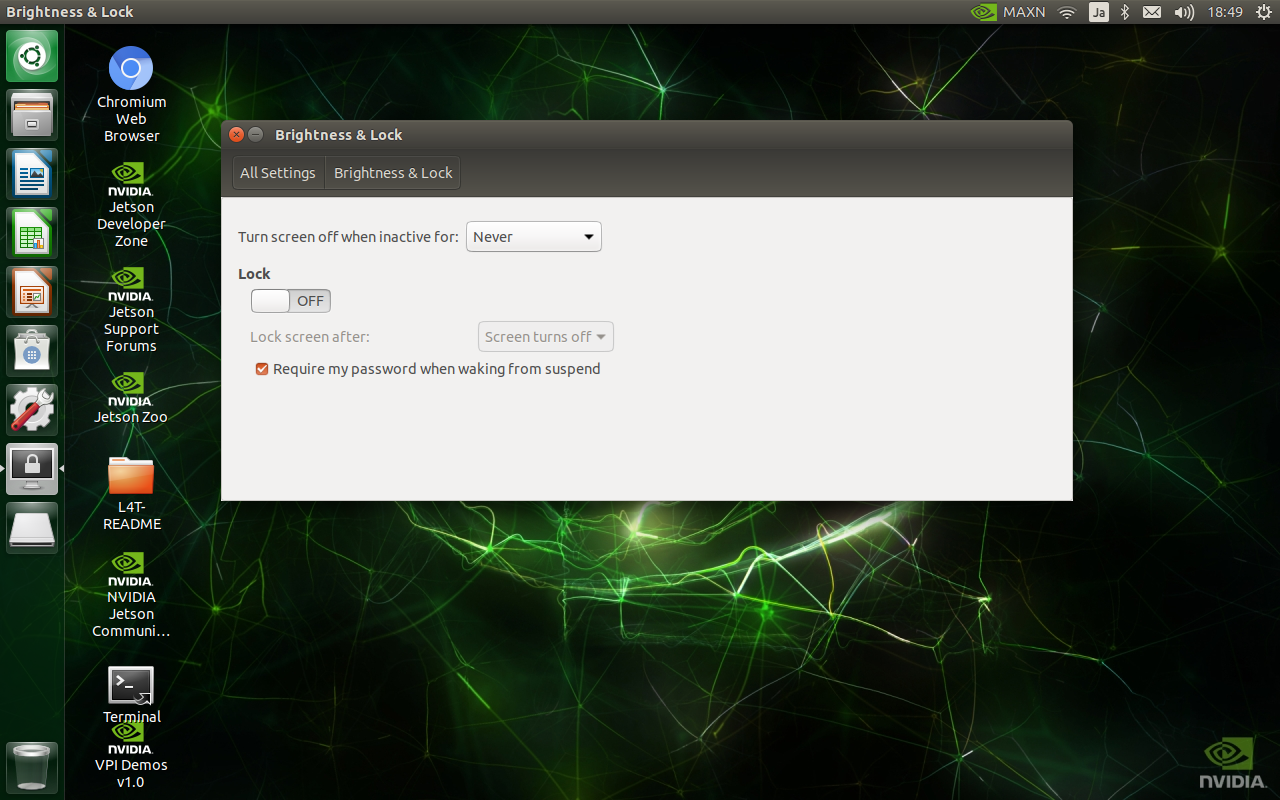 Brightness & Lock
MAXN
Ja
18:49
Chromium
Web
Browser
NVIDIA.
Jetson
Developer
Zone
NVIDIA.
Jetson
Support
Forums
NVIDIA.
Jetson Zoo
L4T-
README
NVIDIA.
NVIDIA
Jetson
Communi...
Terminal
NVIDIA.
VPI Demos
v1.0
Brightness & Lock
All Settings
Brightness & Lock
Turn screen off when inactive for:
Never
Lock
OFF
Lock screen after:
Screen turns off
Require my password when waking from suspend
NVIDIA.